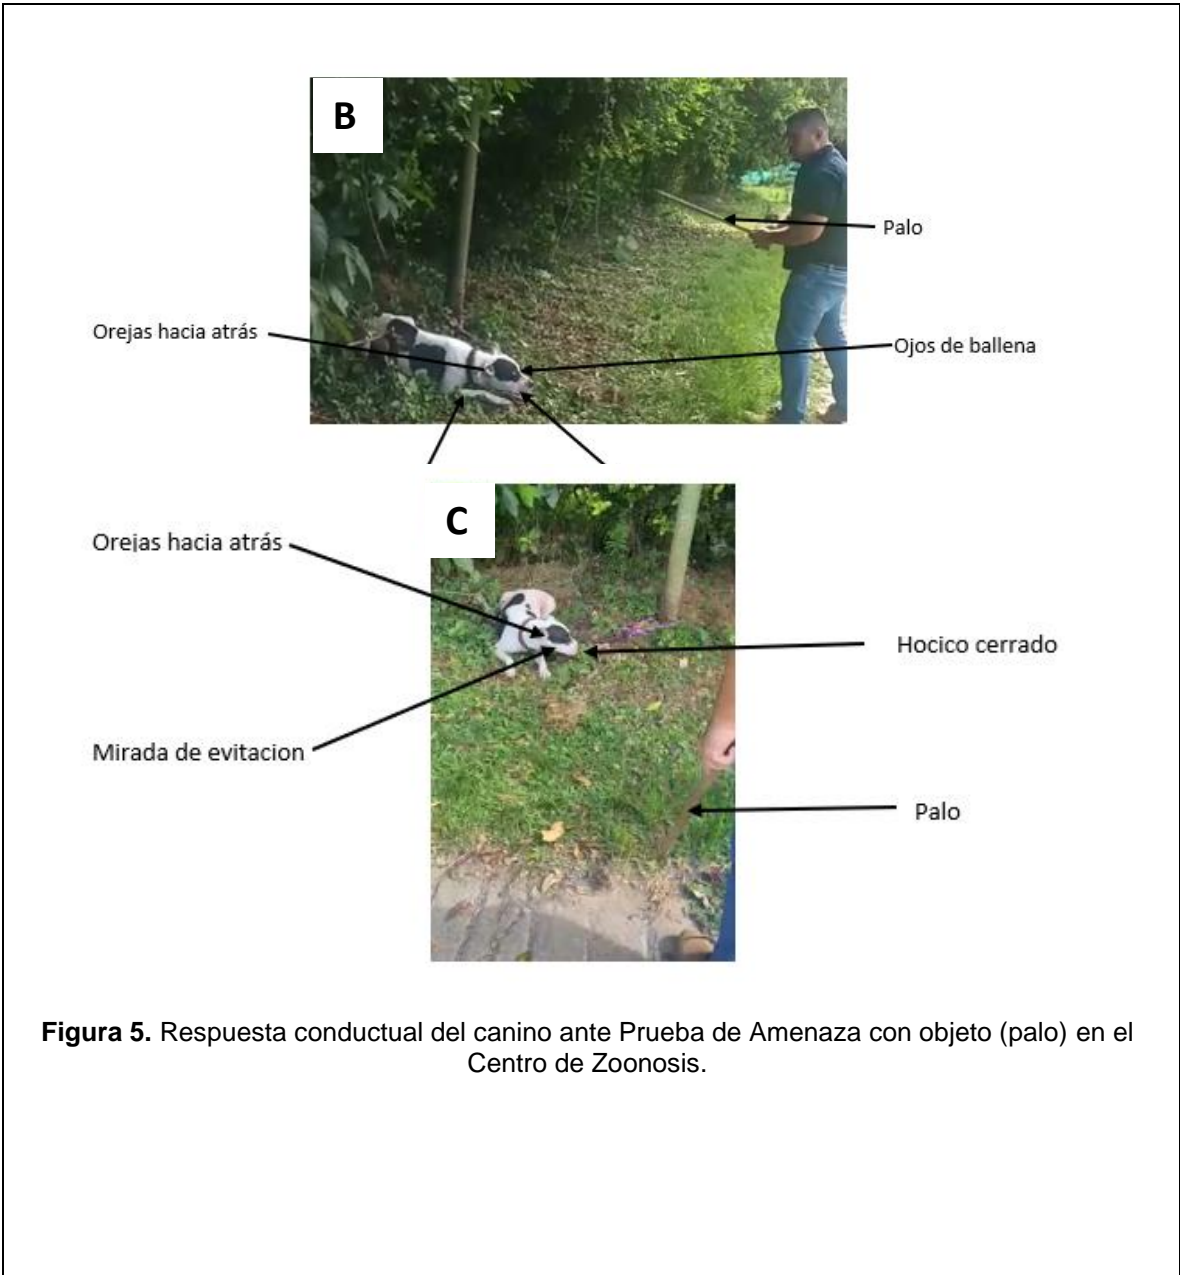 B
Palo
Orejas hacia atrás
Ojos de ballena
C
Orejas hacia atrás
Hocico cerrado
Mirada de evitacion
Palo
Figura 5. Respuesta conductual del canino ante Prueba de Amenaza con objeto (palo) en el
Centro de Zoonosis.